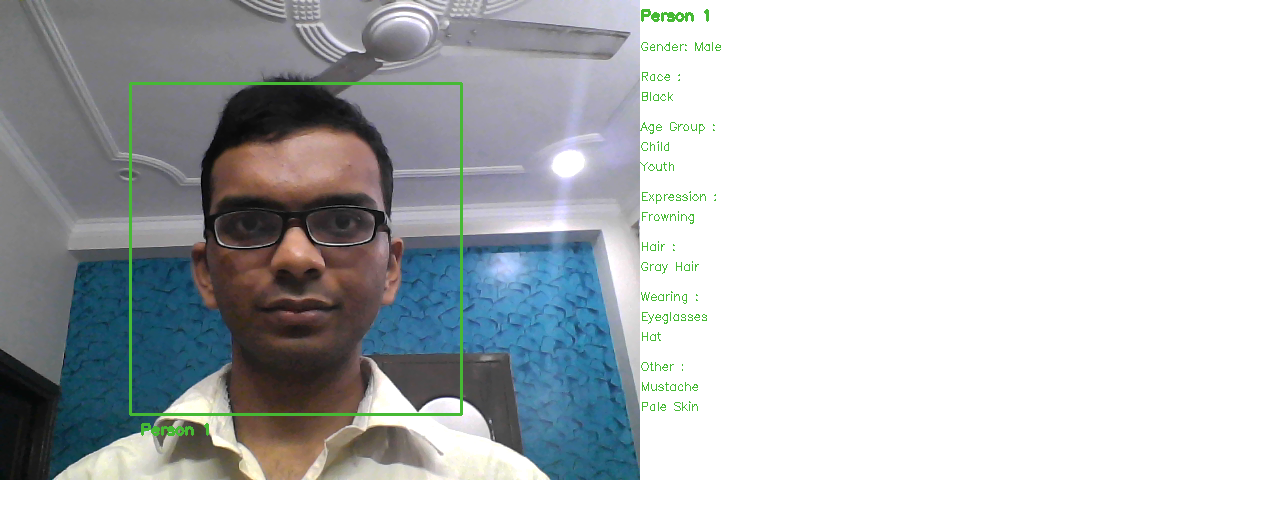 Person 1
Gender: Male
Race :
Black
Age Group :
Child
Youth
Expression :
Frowning
Hair :
Gray Hair
Wearing :
Eyeglasses
Hat
Other :
Mustache
Pale Skin
Person 1